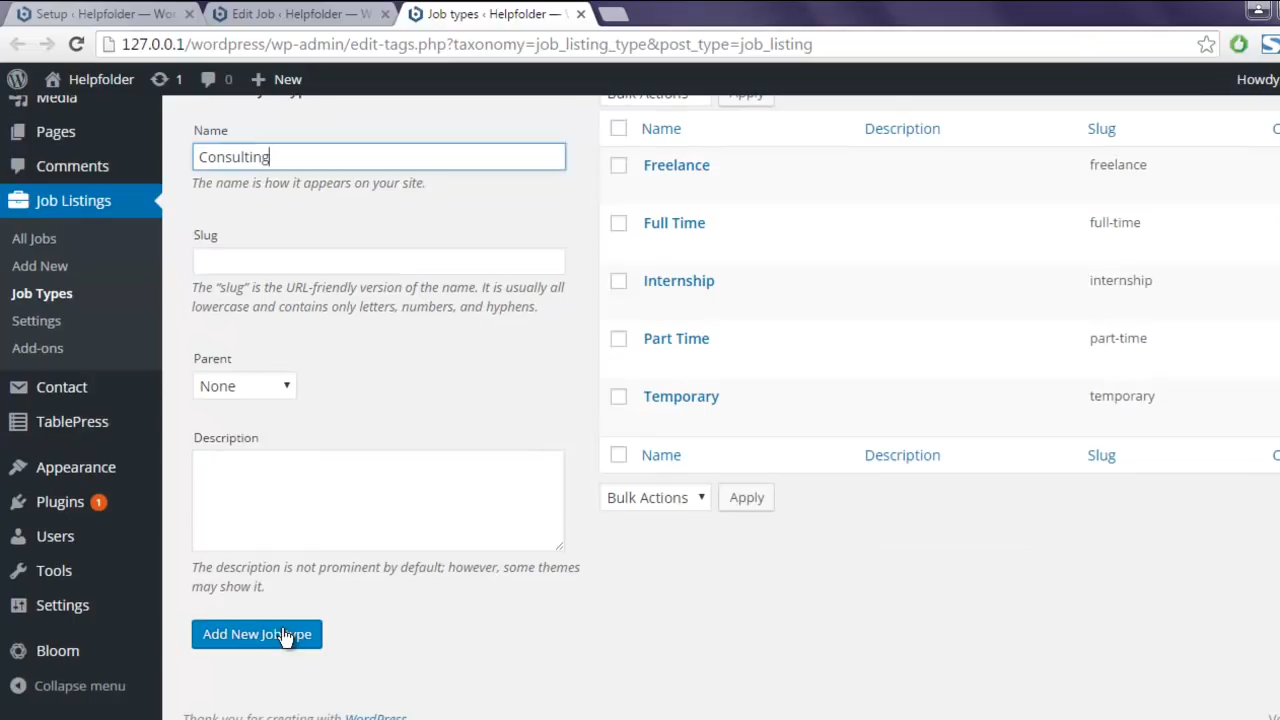 Setup ‹ Helpfolder — Wo
Edit Job ‹ Helpfolder — W
Job types ‹ Helpfolder —
127.0.0.1/wordpress/wp-admin/edit-tags.php?taxonomy=job_listing_type&post_type=job_listing
Helpfolder
1
0
New
Howdy
Media
Pages
Comments
Job Listings
All Jobs
Add New
Job Types
Settings
Add-ons
Contact
TablePress
Appearance
Plugins 1
Users
Tools
Settings
Bloom
Collapse menu
Name
Consulting
The name is how it appears on your site.
Slug
The “slug” is the URL-friendly version of the name. It is usually all
lowercase and contains only letters, numbers, and hyphens.
Parent
None
Description
The description is not prominent by default; however, some themes
may show it.
Add New Job Type
Thank you for creating with WordPress
Bulk Actions Apply
Name Description Slug
Freelance freelance
Full Time full-time
Internship internship
Part Time part-time
Temporary temporary
Name Description Slug
Bulk Actions Apply